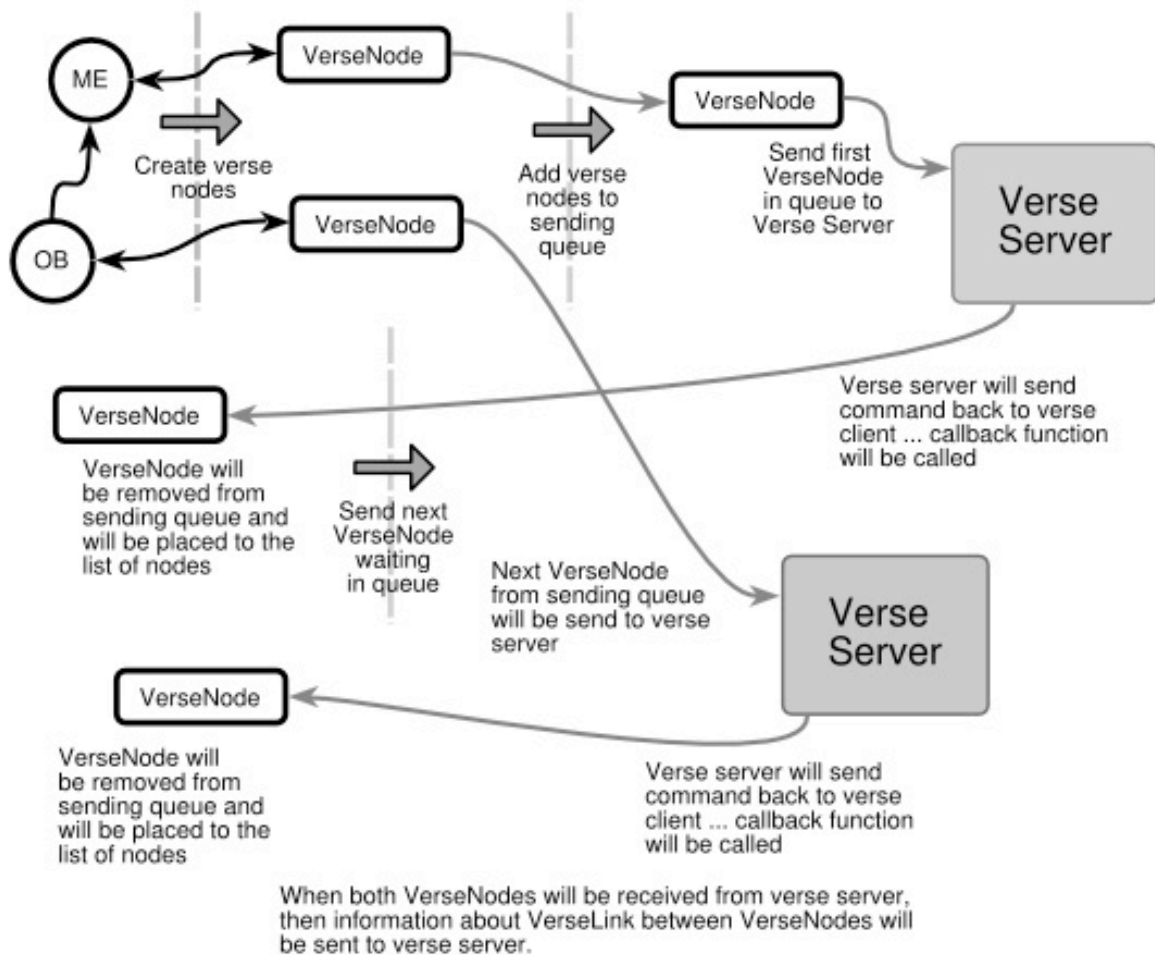 ME
VerseNode
VerseNode
Create verse
nodes
Add verse
nodes to
sending
queue
Send first
VerseNode
in queue to
Verse Server
Verse
Server
OB
VerseNode
Verse server will send
command back to verse
client ... callback function
will be called
VerseNode
VerseNode will
be removed from
sending queue and
will be placed to the
list of nodes
Send next
VerseNode
waiting
in queue
Next VerseNode
from sending queue
will be send to verse
server
Verse
Server
VerseNode
VerseNode will
be removed from
sending queue and
will be placed to the
list of nodes
Verse server will send
command back to verse
client ... callback function
will be called
When both VerseNodes will be received from verse server,
then information about VerseLink between VerseNodes will
be sent to verse server.